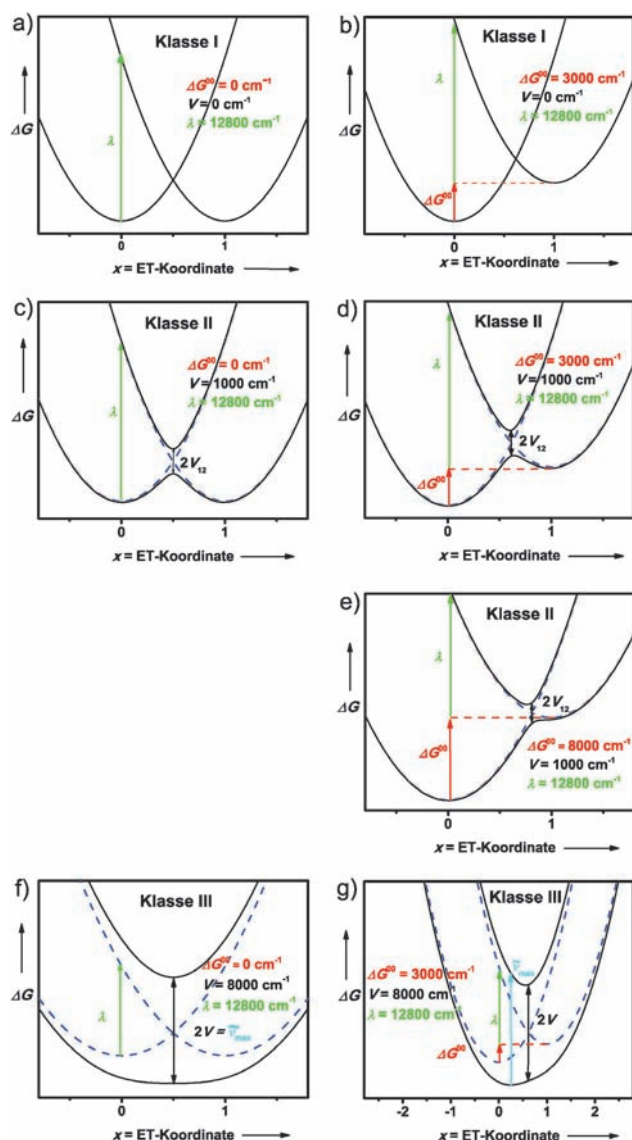 a)
Klasse I
ΔG⁰⁰ = 0 cm⁻¹
V = 0 cm⁻¹
λ = 12800 cm⁻¹
λ
ΔG
0
1
x = ET-Koordinate
b)
Klasse I
ΔG⁰⁰ = 3000 cm⁻¹
V = 0 cm⁻¹
λ = 12800 cm⁻¹
λ
ΔG
ΔG⁰⁰
0
1
x = ET-Koordinate
c)
Klasse II
ΔG⁰⁰ = 0 cm⁻¹
V = 1000 cm⁻¹
λ = 12800 cm⁻¹
λ
ΔG
2V₁₂
0
1
x = ET-Koordinate
d)
Klasse II
ΔG⁰⁰ = 3000 cm⁻¹
V = 1000 cm⁻¹
λ = 12800 cm⁻¹
λ
ΔG
2V₁₂
ΔG⁰⁰
0
1
x = ET-Koordinate
e)
Klasse II
λ
2V₁₂
ΔG
ΔG⁰⁰
ΔG⁰⁰ = 8000 cm⁻¹
V = 1000 cm⁻¹
λ = 12800 cm⁻¹
0
1
x = ET-Koordinate
f)
Klasse III
ΔG⁰⁰ = 0 cm⁻¹
V = 8000 cm⁻¹
λ = 12800 cm⁻¹
λ
ΔG
2V = ν̃max
0
1
x = ET-Koordinate
g)
Klasse III
ν̃max
ΔG⁰⁰ = 3000 cm⁻¹
V = 8000 cm⁻¹
λ = 12800 cm⁻¹
λ
ΔG
2V
ΔG⁰⁰
-2
-1
0
1
2
x = ET-Koordinate